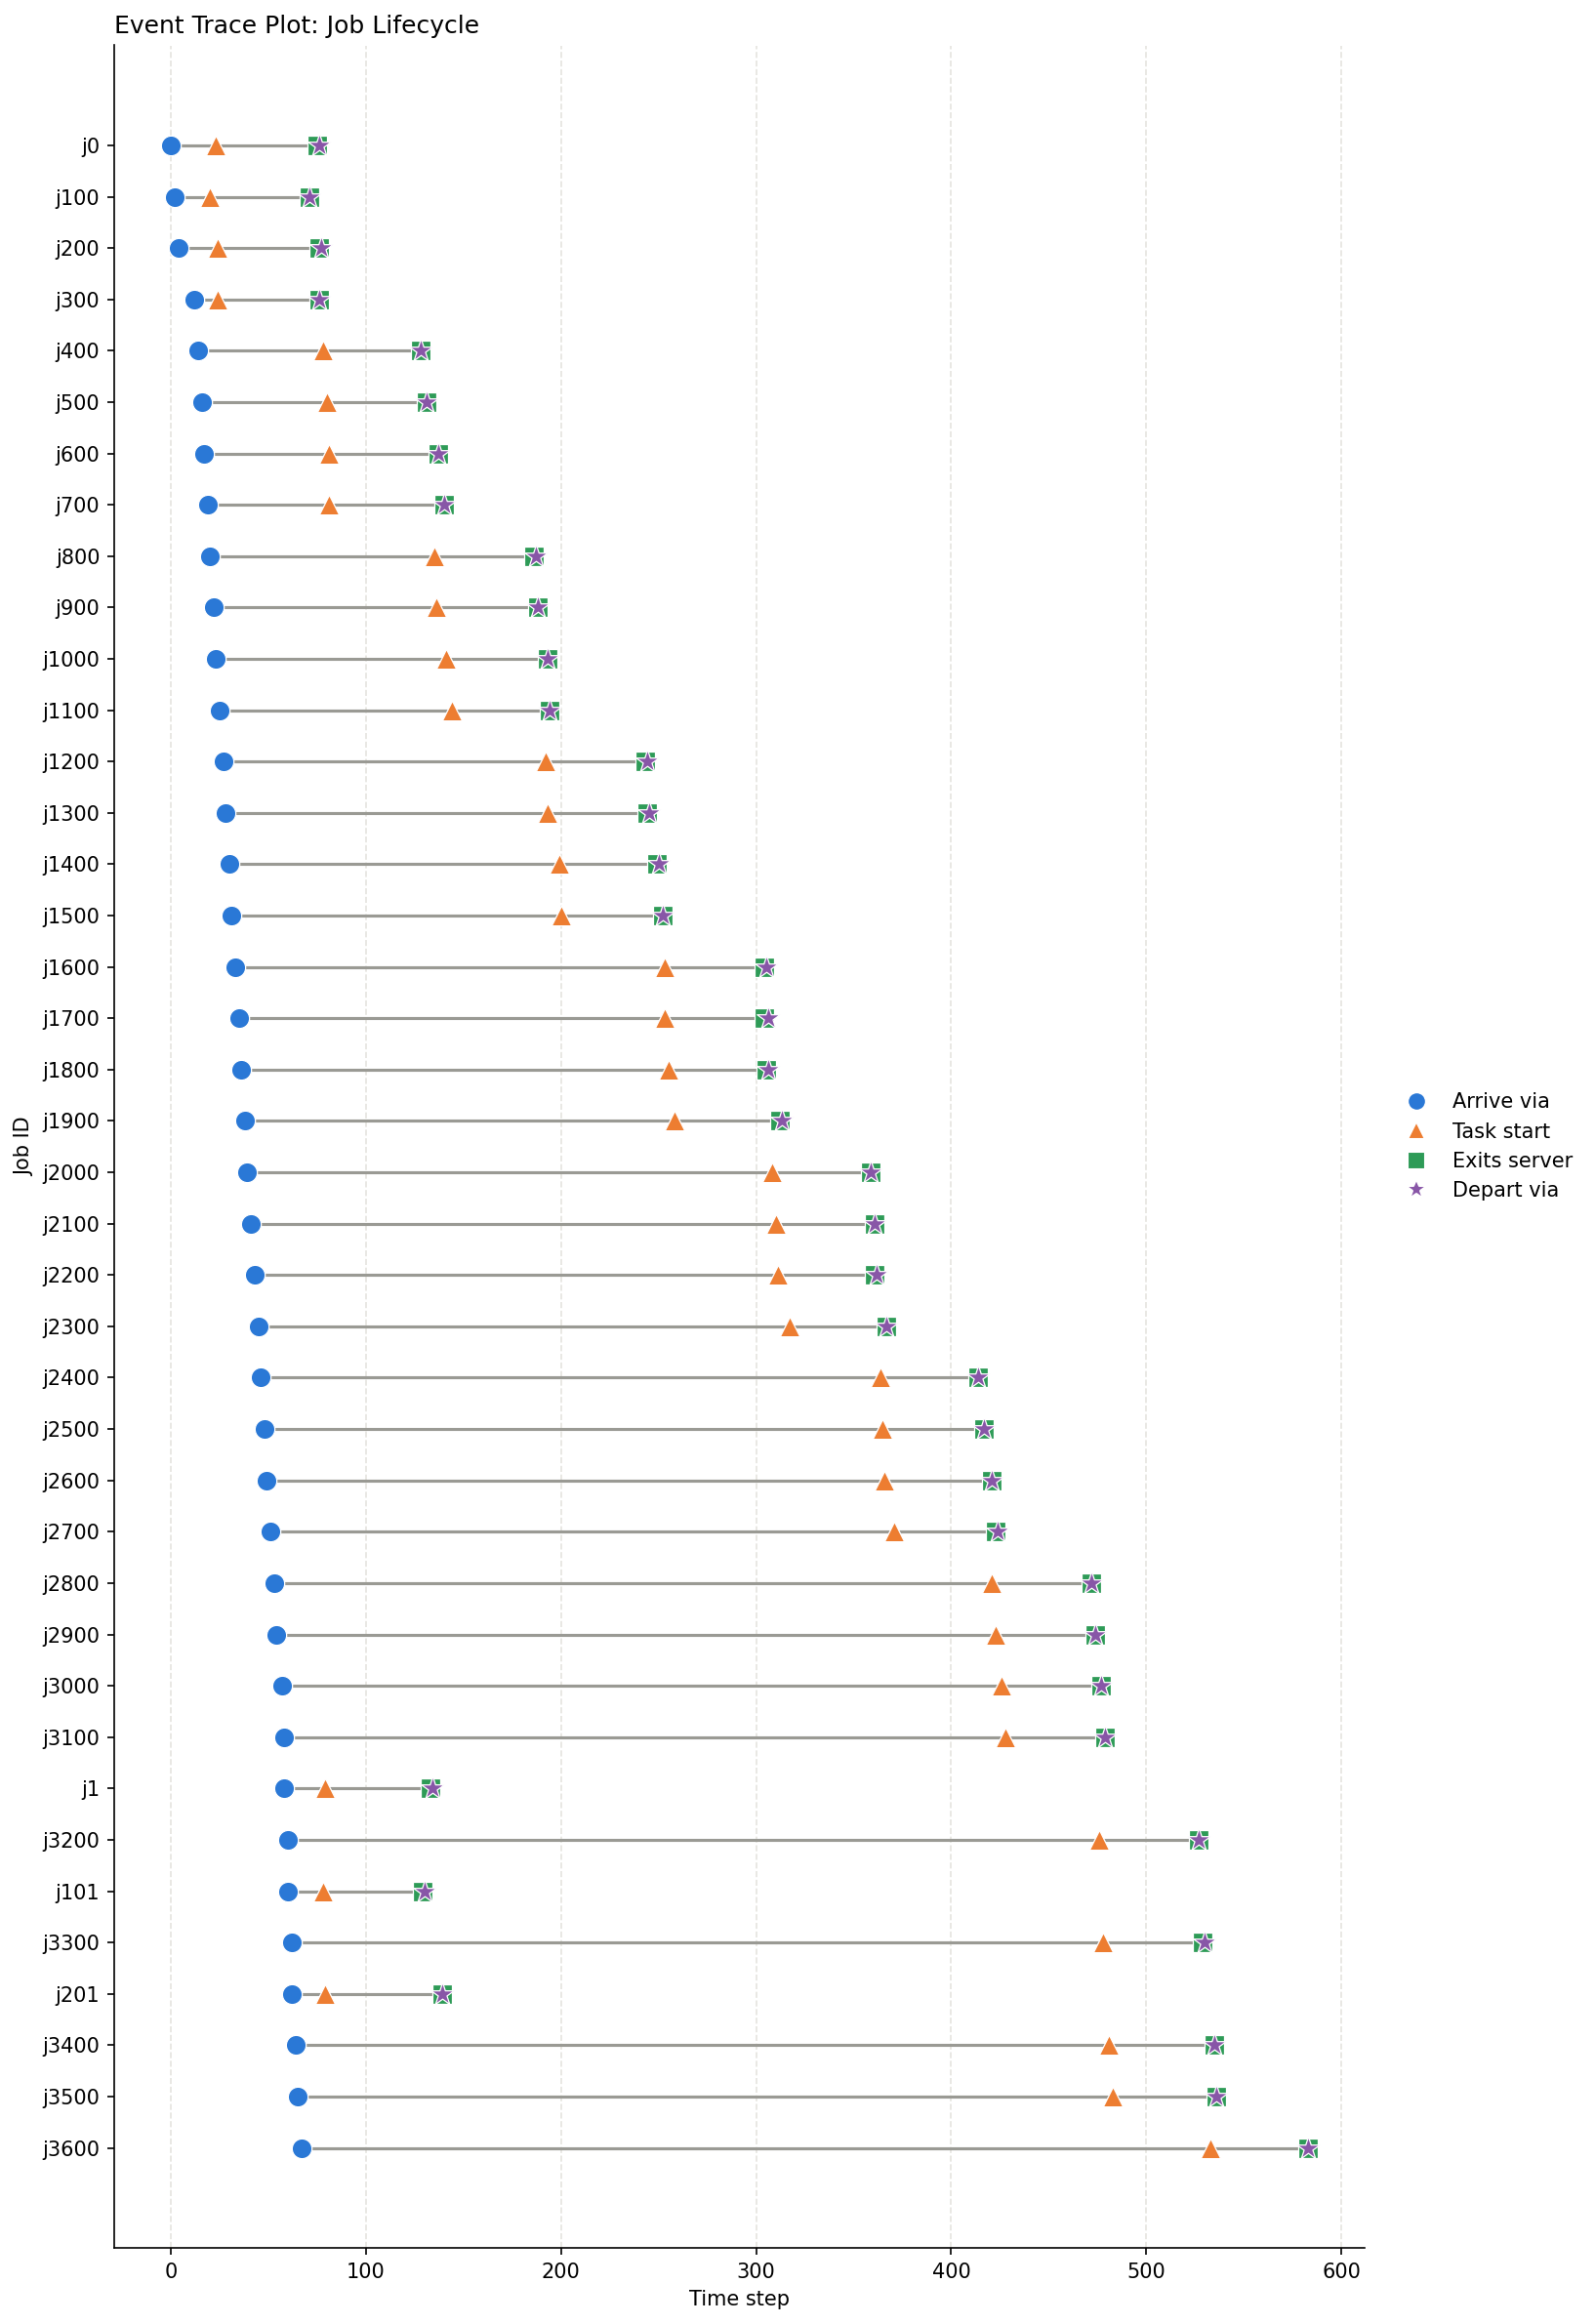 Event Trace Plot: Job Lifecycle
j0
j100
j200
j300
j400
j500
j600
j700
j800
j900
j1000
j1100
j1200
j1300
j1400
j1500
j1600
j1700
j1800
j1900
j2000
j2100
j2200
j2300
j2400
j2500
j2600
j2700
j2800
j2900
j3000
j3100
j1
j3200
j101
j3300
j201
j3400
j3500
j3600
Job ID
0 100 200 300 400 500 600
Time step
Arrive via
Task start
Exits server
Depart via